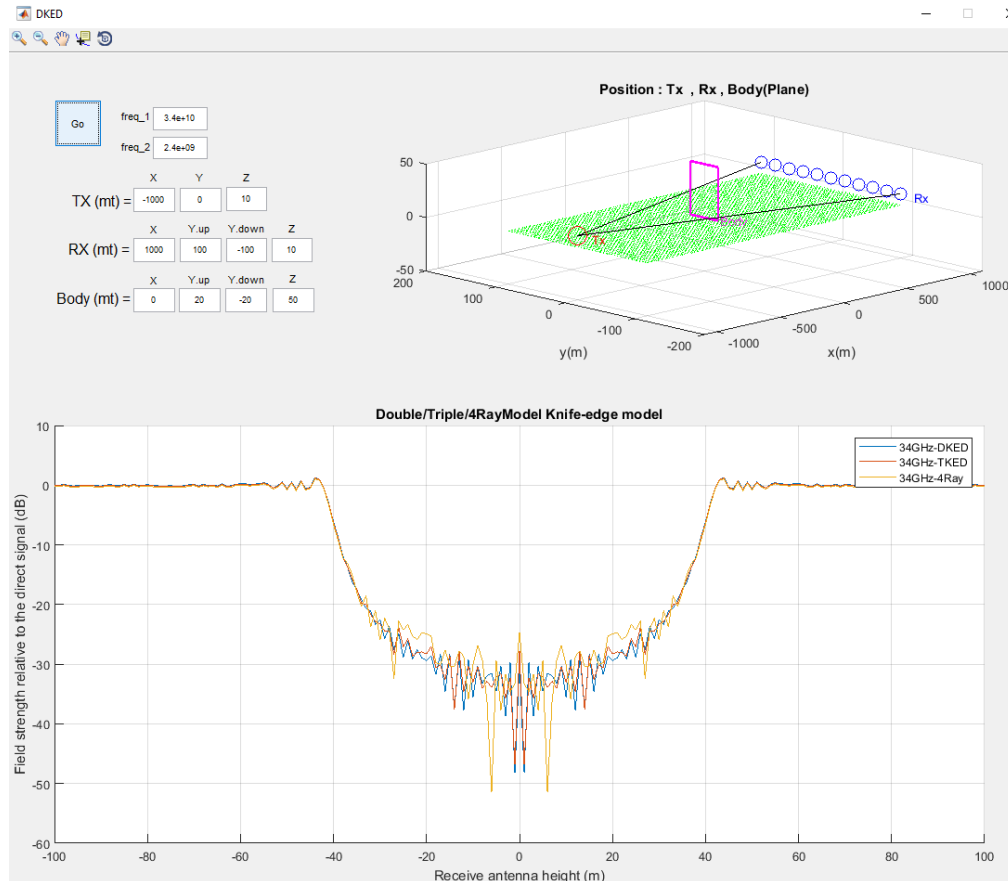 DKED
Go
freq_1 3.4e+10
freq_2 2.4e+09
X Y Z
TX (mt) = -1000 0 10
X Y.up Y.down Z
RX (mt) = 1000 100 -100 10
X Y.up Y.down Z
Body (mt) = 0 20 -20 50
Position : Tx , Rx , Body(Plane)
50
0
-50
200
100
0
-100
-200
y(m)
-1000
-500
0
500
1000
x(m)
Tx
Body
Rx
Double/Triple/4RayModel Knife-edge model
Field strength relative to the direct signal (dB)
10
0
-10
-20
-30
-40
-50
-60
34GHz-DKED
34GHz-TKED
34GHz-4Ray
-100 -80 -60 -40 -20 0 20 40 60 80 100
Receive antenna height (m)